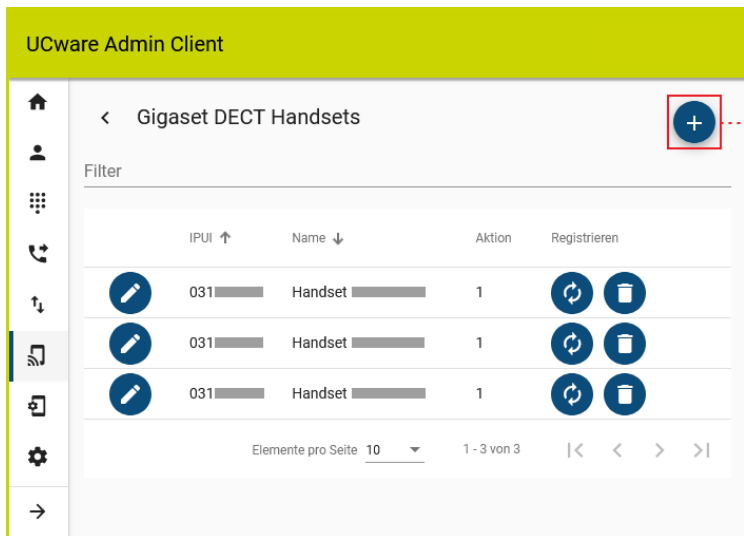 UCware Admin Client
Gigaset DECT Handsets
Filter
IPUI Name Aktion Registrieren
031 Handset 1
031 Handset 1
031 Handset 1
Elemente pro Seite 10 1 - 3 von 3